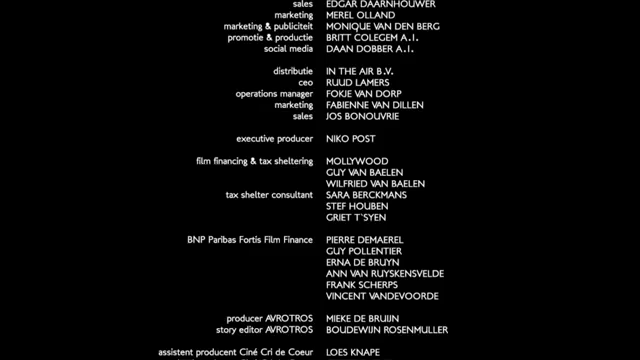 sales EDGAR DAARNHOUWER
marketing MEREL OLLAND
marketing & publiciteit MONIQUE VAN DEN BERG
promotie & productie BRITT COLEGEM A.I.
social media DAAN DOBBER A.I.
distributie IN THE AIR B.V.
ceo RUUD LAMERS
operations manager FOKJE VAN DORP
marketing FABIENNE VAN DILLEN
sales JOS BONOUVRIE
executive producer NIKO POST
film financing & tax sheltering MOLLYWOOD
GUY VAN BAELEN
WILFRIED VAN BAELEN
tax shelter consultant SARA BERCKMANS
STEF HOUBEN
GRIET T`SYEN
BNP Paribas Fortis Film Finance PIERRE DEMAEREL
GUY POLLENTIER
ERNA DE BRUYN
ANN VAN RUYSKENSVELDE
FRANK SCHERPS
VINCENT VANDEVOORDE
producer AVROTROS MIEKE DE BRUIJN
story editor AVROTROS BOUDEWIJN ROSENMULLER
assistent producent Ciné Cri de Coeur LOES KNAPE